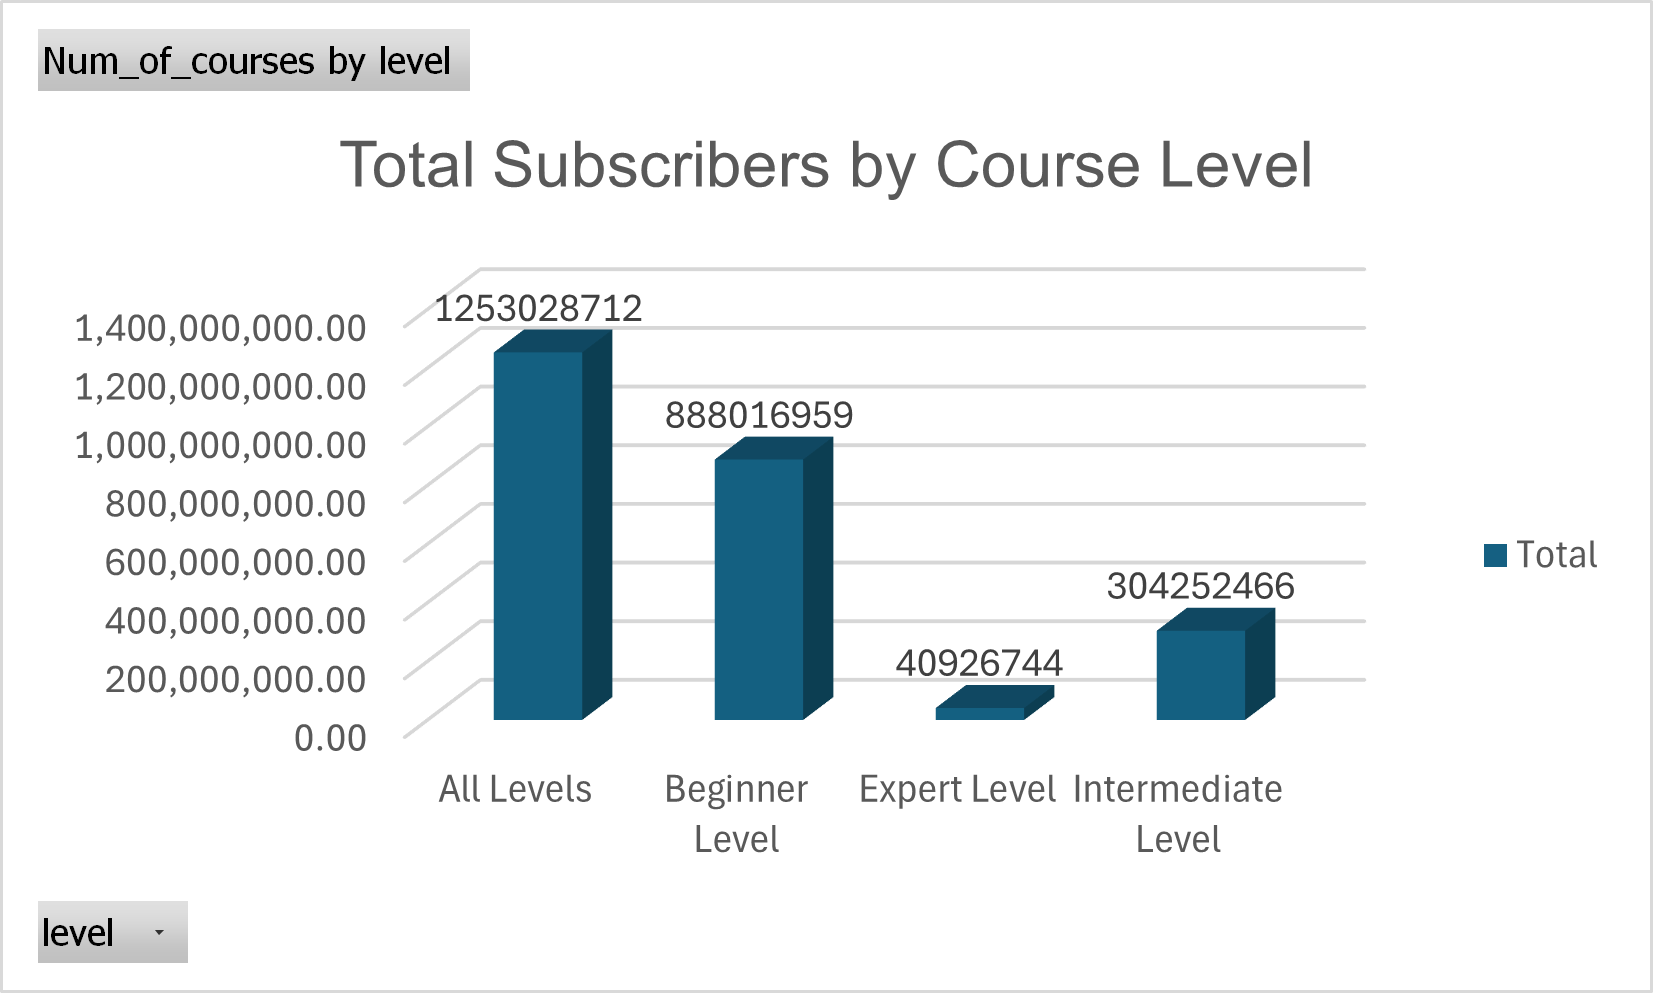 Num_of_courses by level
Total Subscribers by Course Level
1,400,000,000.00
1,200,000,000.00
1,000,000,000.00
800,000,000.00
600,000,000.00
400,000,000.00
200,000,000.00
0.00
1253028712
888016959
40926744
304252466
All Levels
Beginner
Level
Expert Level
Intermediate
Level
Total
level